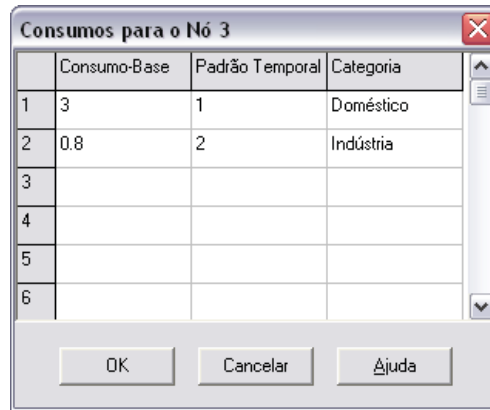 Consumos para o Nó 3
Consumo-Base Padrão Temporal Categoria
1 3 1 Doméstico
2 0.8 2 Indústria
3
4
5
6
OK Cancelar Ajuda